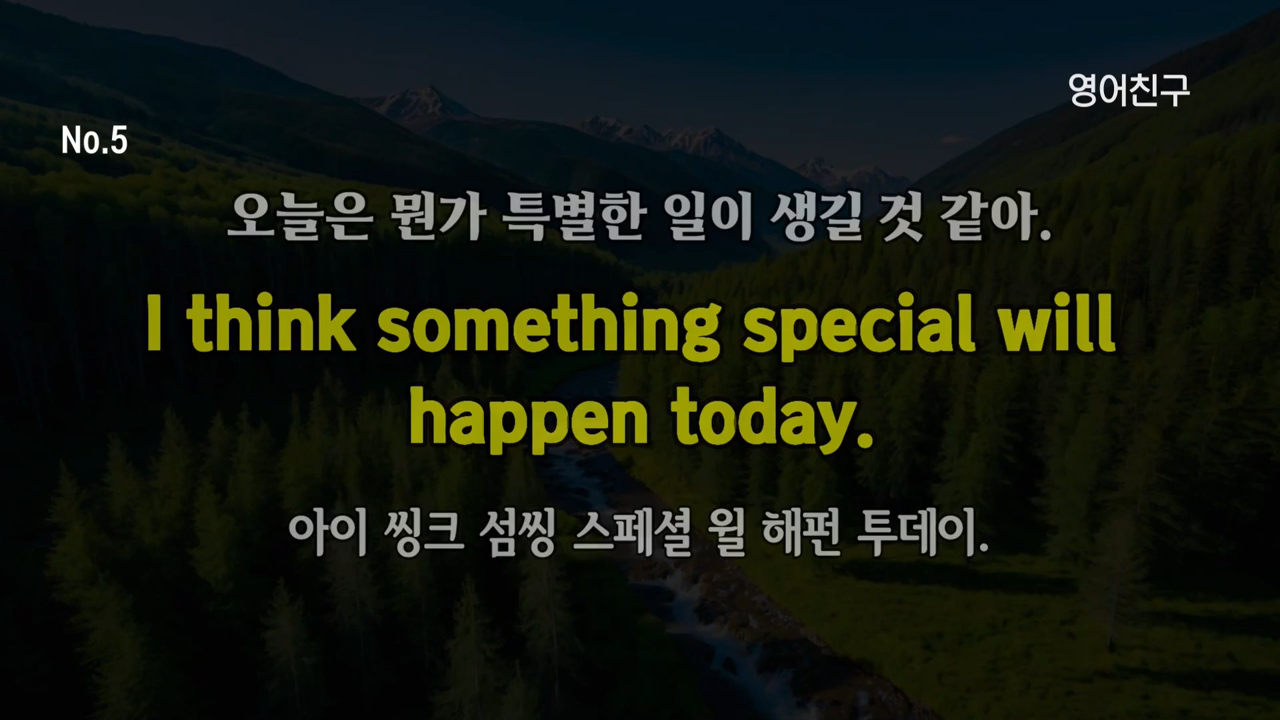 영어친구
No.5
오늘은 뭔가 특별한 일이 생길 것 같아.
I think something special will
happen today.
아이 씽크 섬씽 스페셜 윌 해펀 투데이.